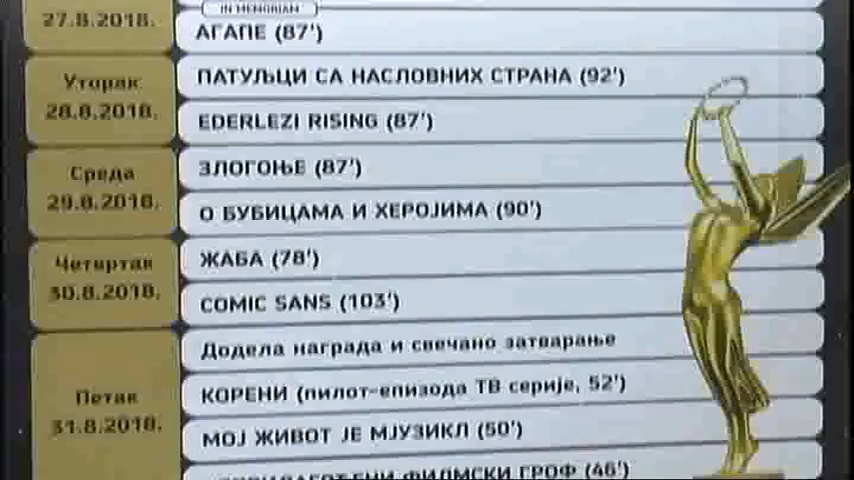 27.8.2018.
IN MEMORIAM
АГАПЕ (87')
Уторак
28.8.2018.
ПАТУЉЦИ СА НАСЛОВНИХ СТРАНА (92')
EDERLEZI RISING (87')
Среда
29.8.2018.
ЗЛОГОЊЕ (87')
О БУБИЦАМА И ХЕРОЈИМА (90')
Четвртак
30.8.2018.
ЖАБА (78')
COMIC SANS (103')
Петак
31.8.2018.
Додела награда и свечано затварање
КОРЕНИ (пилот-епизода ТВ серије, 52')
МОЈ ЖИВОТ ЈЕ МЈУЗИКЛ (50')
ФИЛМСКИ ГРОФ (46')